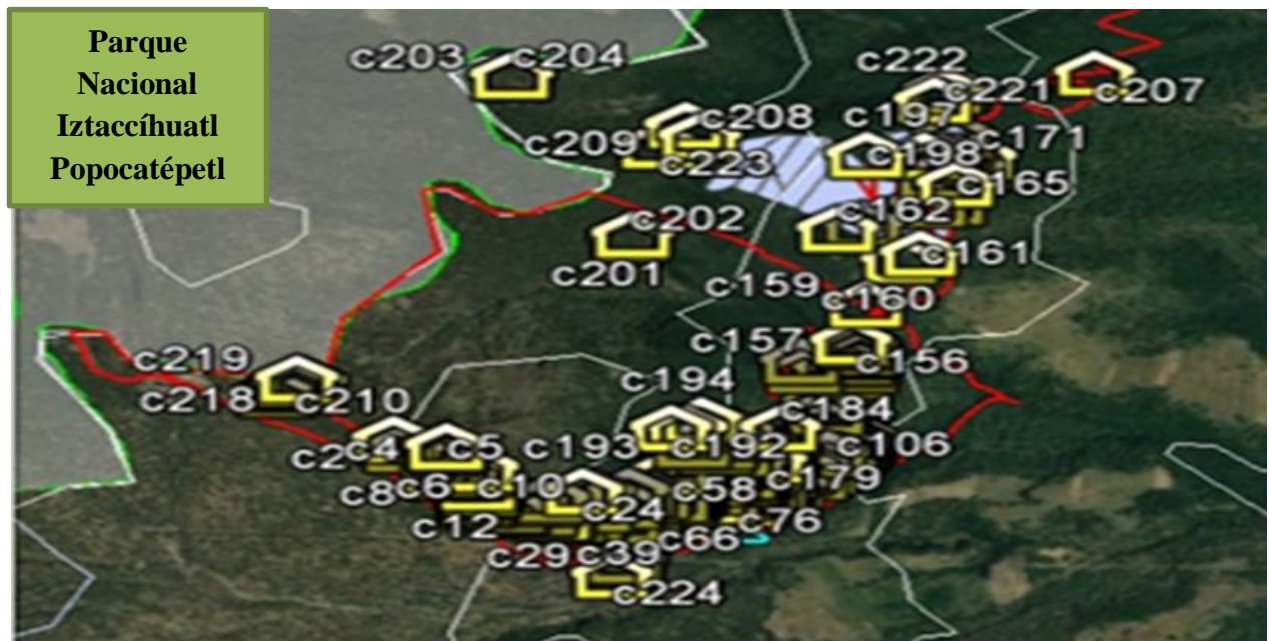 Parque
Nacional
Iztaccíhuatl
Popocatépetl
c203 c204
c222
c221 c207
c197
c208
c209 c223
c171
c198 c165
c202 c162
c201 c161
c159 c160
c157 c156
c219
c218 c210
c194 c184
c2 c4 c5 c193 c192 c106
c8 c6 c10 c58 c179
c12 c24 c76
c29 c39 c66
c224